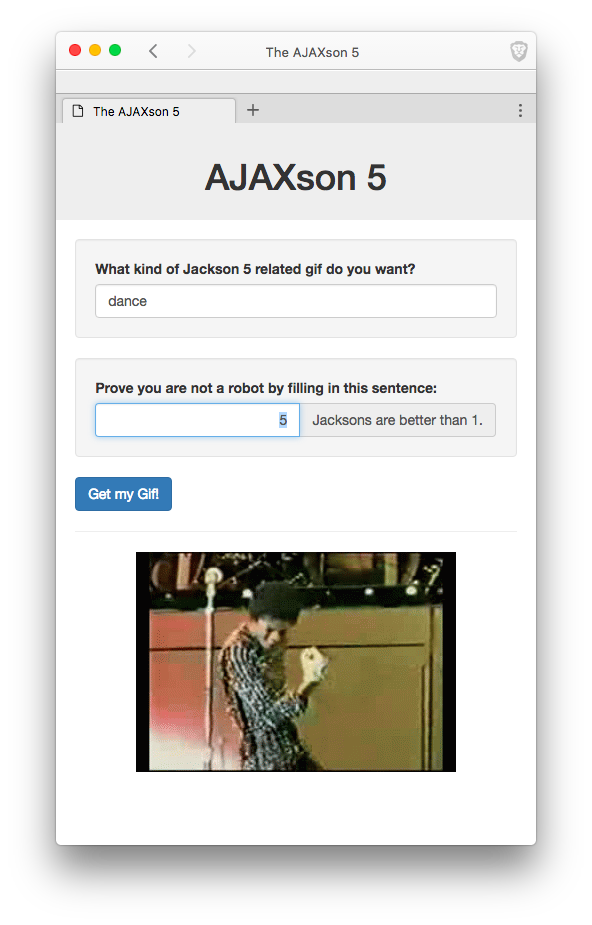 The AJAXson 5
The AJAXson 5
AJAXson 5
What kind of Jackson 5 related gif do you want?
dance
Prove you are not a robot by filling in this sentence:
5 Jacksons are better than 1.
Get my Gif!